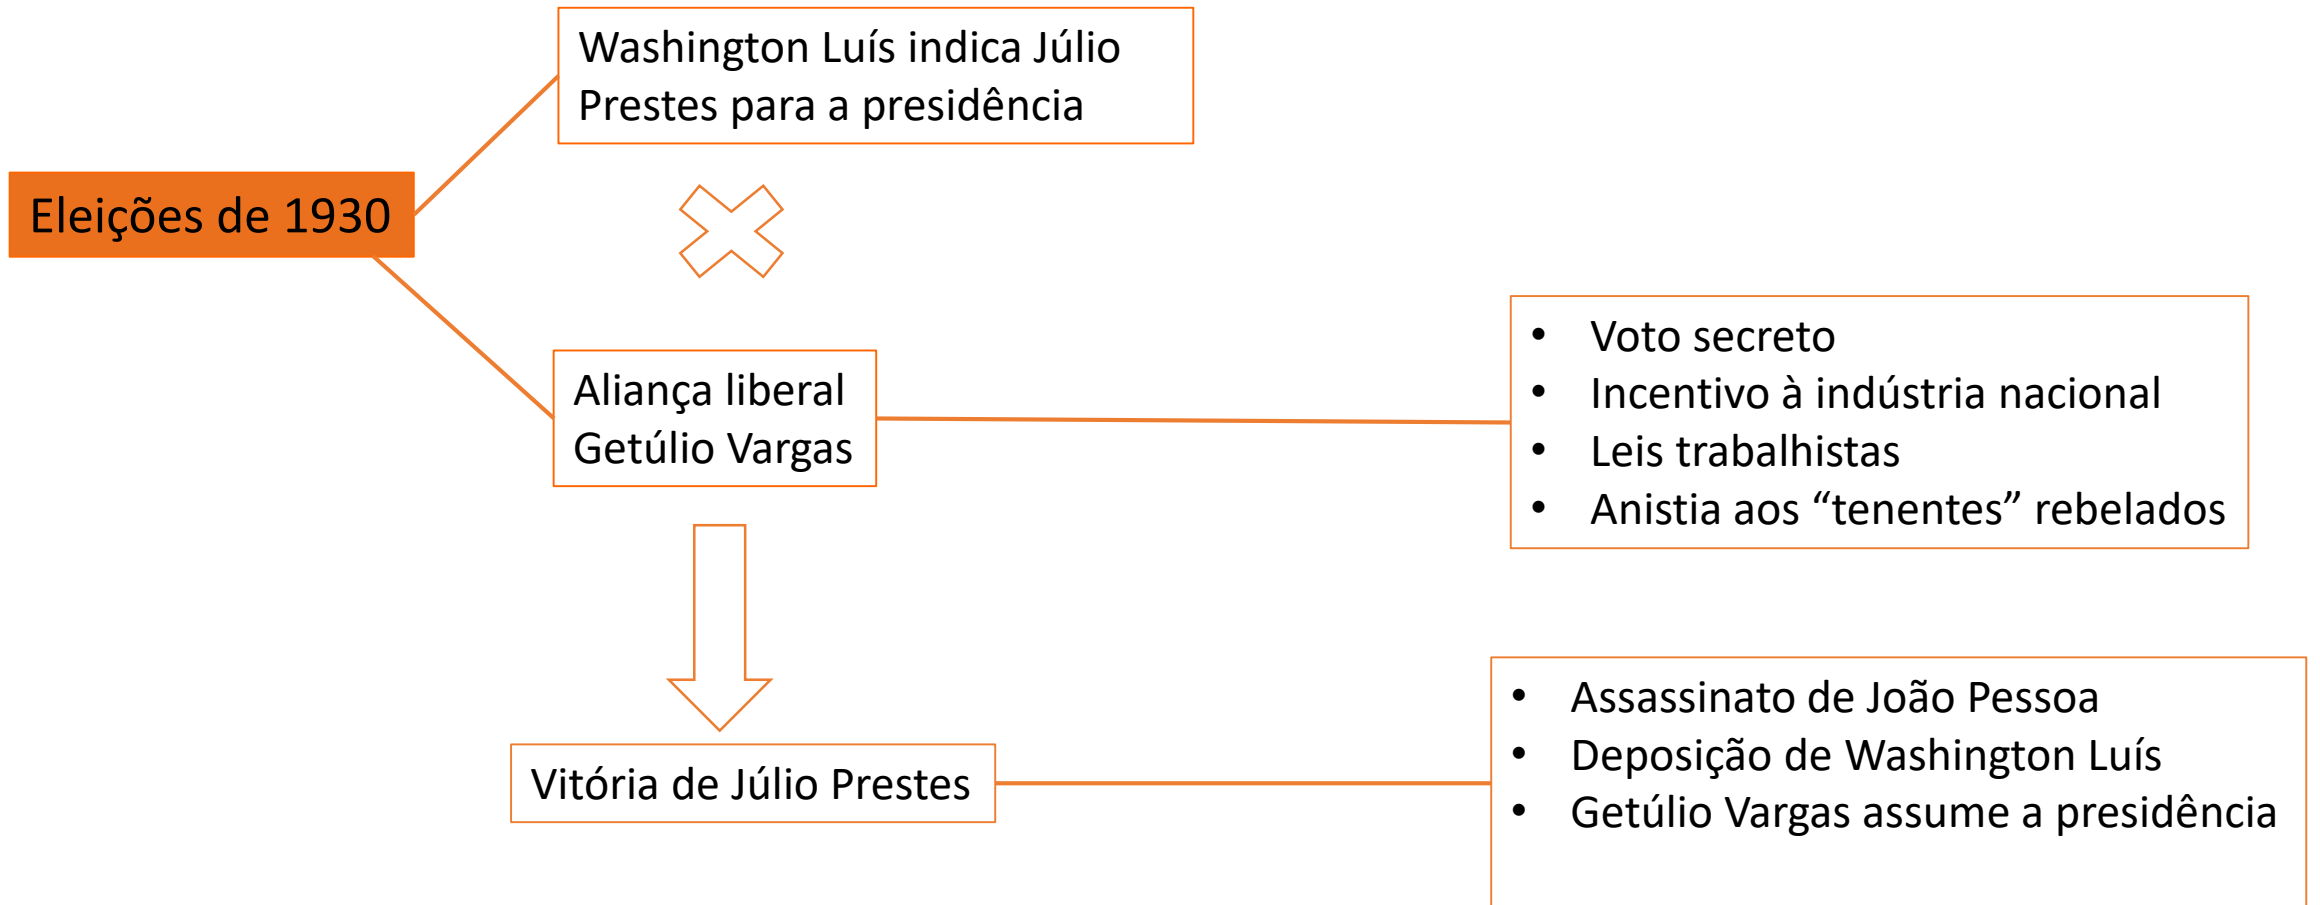 Washington Luís indica Júlio
Prestes para a presidência
Eleições de 1930
Aliança liberal
Getúlio Vargas
• Voto secreto
• Incentivo à indústria nacional
• Leis trabalhistas
• Anistia aos “tenentes” rebelados
Vitória de Júlio Prestes
• Assassinato de João Pessoa
• Deposição de Washington Luís
• Getúlio Vargas assume a presidência